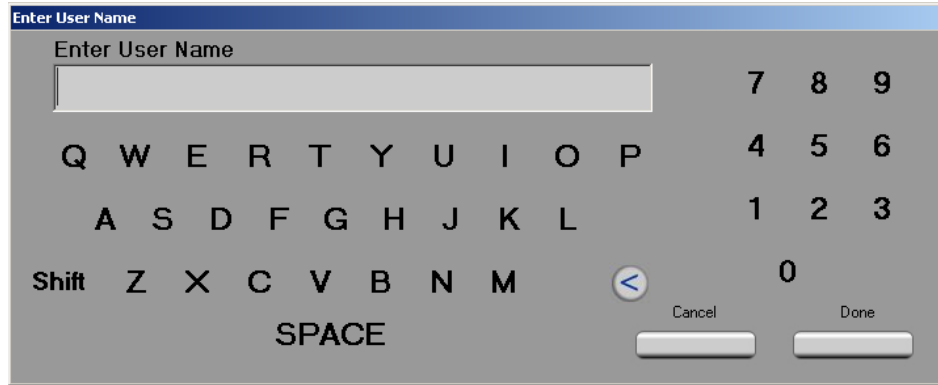 Enter User Name
Enter User Name
7 8 9
Q W E R T Y U I O P
4 5 6
A S D F G H J K L
1 2 3
Shift Z X C V B N M <
0
SPACE
Cancel
Done